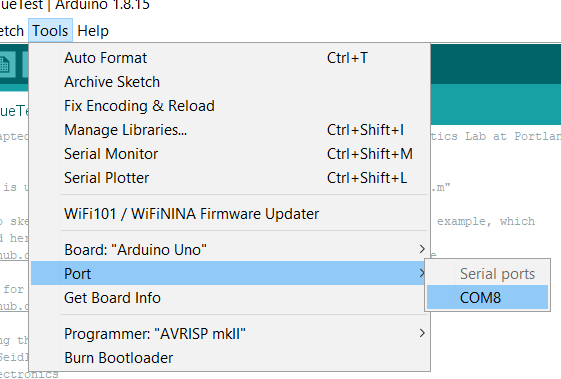 ueTest | Arduino 1.8.15
etch Tools Help
ueTe
Auto Format Ctrl+T
Archive Sketch
Fix Encoding & Reload
Manage Libraries... Ctrl+Shift+I
Serial Monitor Ctrl+Shift+M
Serial Plotter Ctrl+Shift+L
WiFi101 / WiFiNINA Firmware Updater
Board: "Arduino Uno"
Port
Serial ports
COM8
Get Board Info
Programmer: "AVRISP mkII"
Burn Bootloader
apted tics Lab at Portlan
is u .m"
o ske example, which
d her
hub.c e
for
hub.c
ng th
Seidl
ectronics